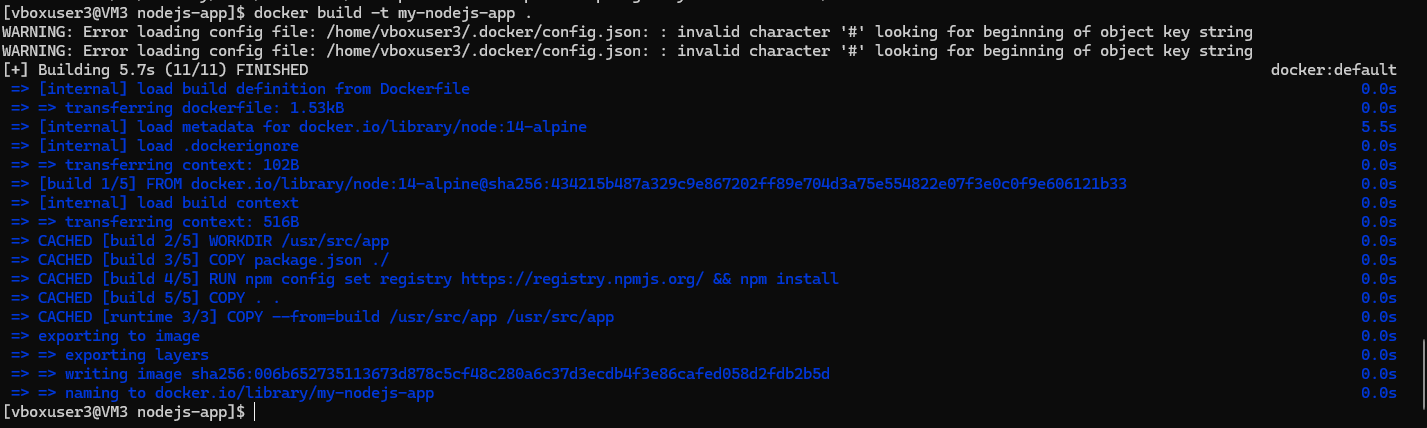 [vboxuser3@VM3 nodejs-app]$ docker build -t my-nodejs-app .
WARNING: Error loading config file: /home/vboxuser3/.docker/config.json: : invalid character '#' looking for beginning of object key string
WARNING: Error loading config file: /home/vboxuser3/.docker/config.json: : invalid character '#' looking for beginning of object key string
[+] Building 5.7s (11/11) FINISHED docker:default
=> [internal] load build definition from Dockerfile 0.0s
=> => transferring dockerfile: 1.53kB 0.0s
=> [internal] load metadata for docker.io/library/node:14-alpine 5.5s
=> [internal] load .dockerignore 0.0s
=> => transferring context: 102B 0.0s
=> [build 1/5] FROM docker.io/library/node:14-alpine@sha256:434215b487a329c9e867202ff89e704d3a75e554822e07f3e0c0f9e606121b33 0.0s
=> [internal] load build context 0.0s
=> => transferring context: 516B 0.0s
=> CACHED [build 2/5] WORKDIR /usr/src/app 0.0s
=> CACHED [build 3/5] COPY package.json ./ 0.0s
=> CACHED [build 4/5] RUN npm config set registry https://registry.npmjs.org/ && npm install 0.0s
=> CACHED [build 5/5] COPY . . 0.0s
=> CACHED [runtime 3/3] COPY --from=build /usr/src/app /usr/src/app 0.0s
=> exporting to image 0.0s
=> => exporting layers 0.0s
=> => writing image sha256:006b652735113673d878c5cf48c280a6c37d3ecdb4f3e86cafed058d2fdb2b5d 0.0s
=> => naming to docker.io/library/my-nodejs-app 0.0s
[vboxuser3@VM3 nodejs-app]$